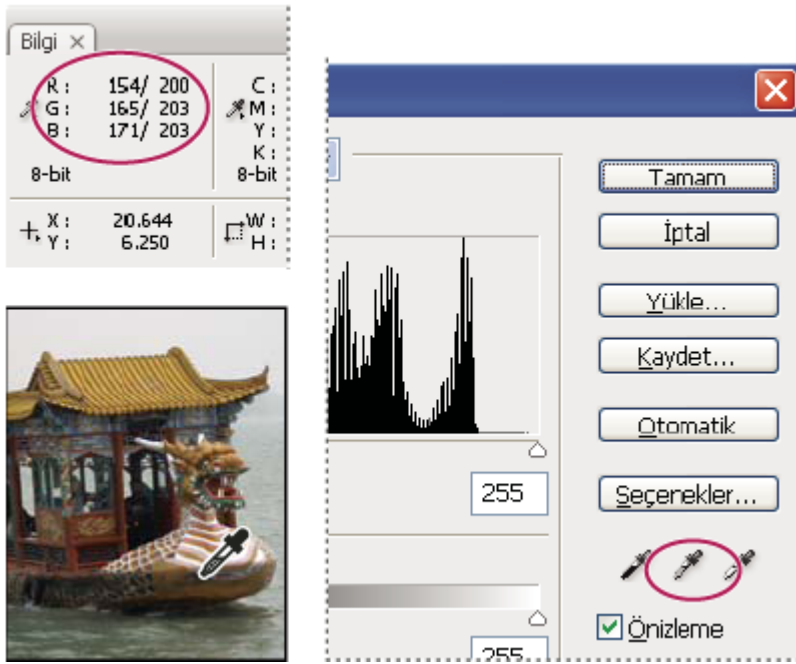 Bilgi ×
R : 154/ 200
G : 165/ 203
B : 171/ 203
8-bit
C :
M :
Y :
K :
8-bit
X : 20.644
Y : 6.250
W :
H :
Tamam
İptal
Yükle...
Kaydet...
Otomatik
255
Seçenekler...
Önizleme
255